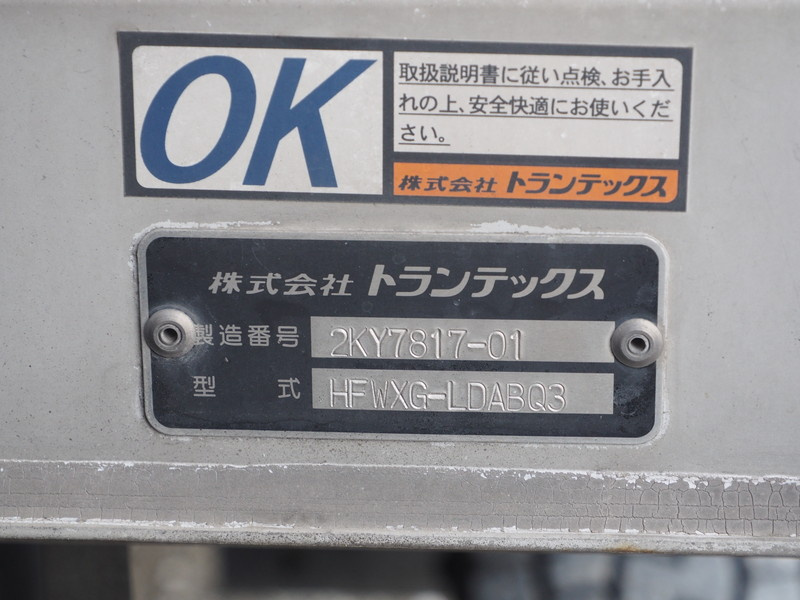 OK
取扱説明書に従い点検、お手入
れの上、安全快適にお使いくだ
さい。
株式会社 トランテックス
株式会社 トランテックス
製造番号 2KY7817-01
型式 HFWXG-LDABQ3